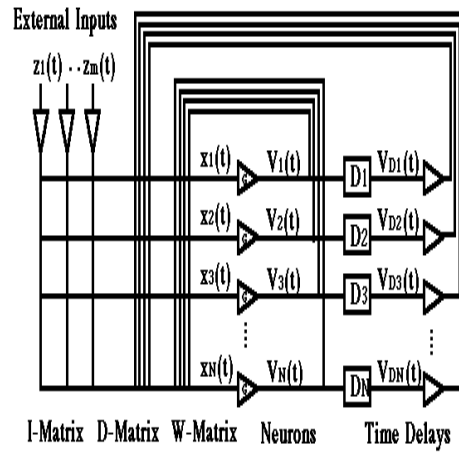 External Inputs
z1(t) . . zm(t)
x1(t) G V1(t) D1 VD1(t)
x2(t) G V2(t) D2 VD2(t)
x3(t) G V3(t) D3 VD3(t)
xN(t) G VN(t) DN VDN(t)
I-Matrix D-Matrix W-Matrix Neurons Time Delays